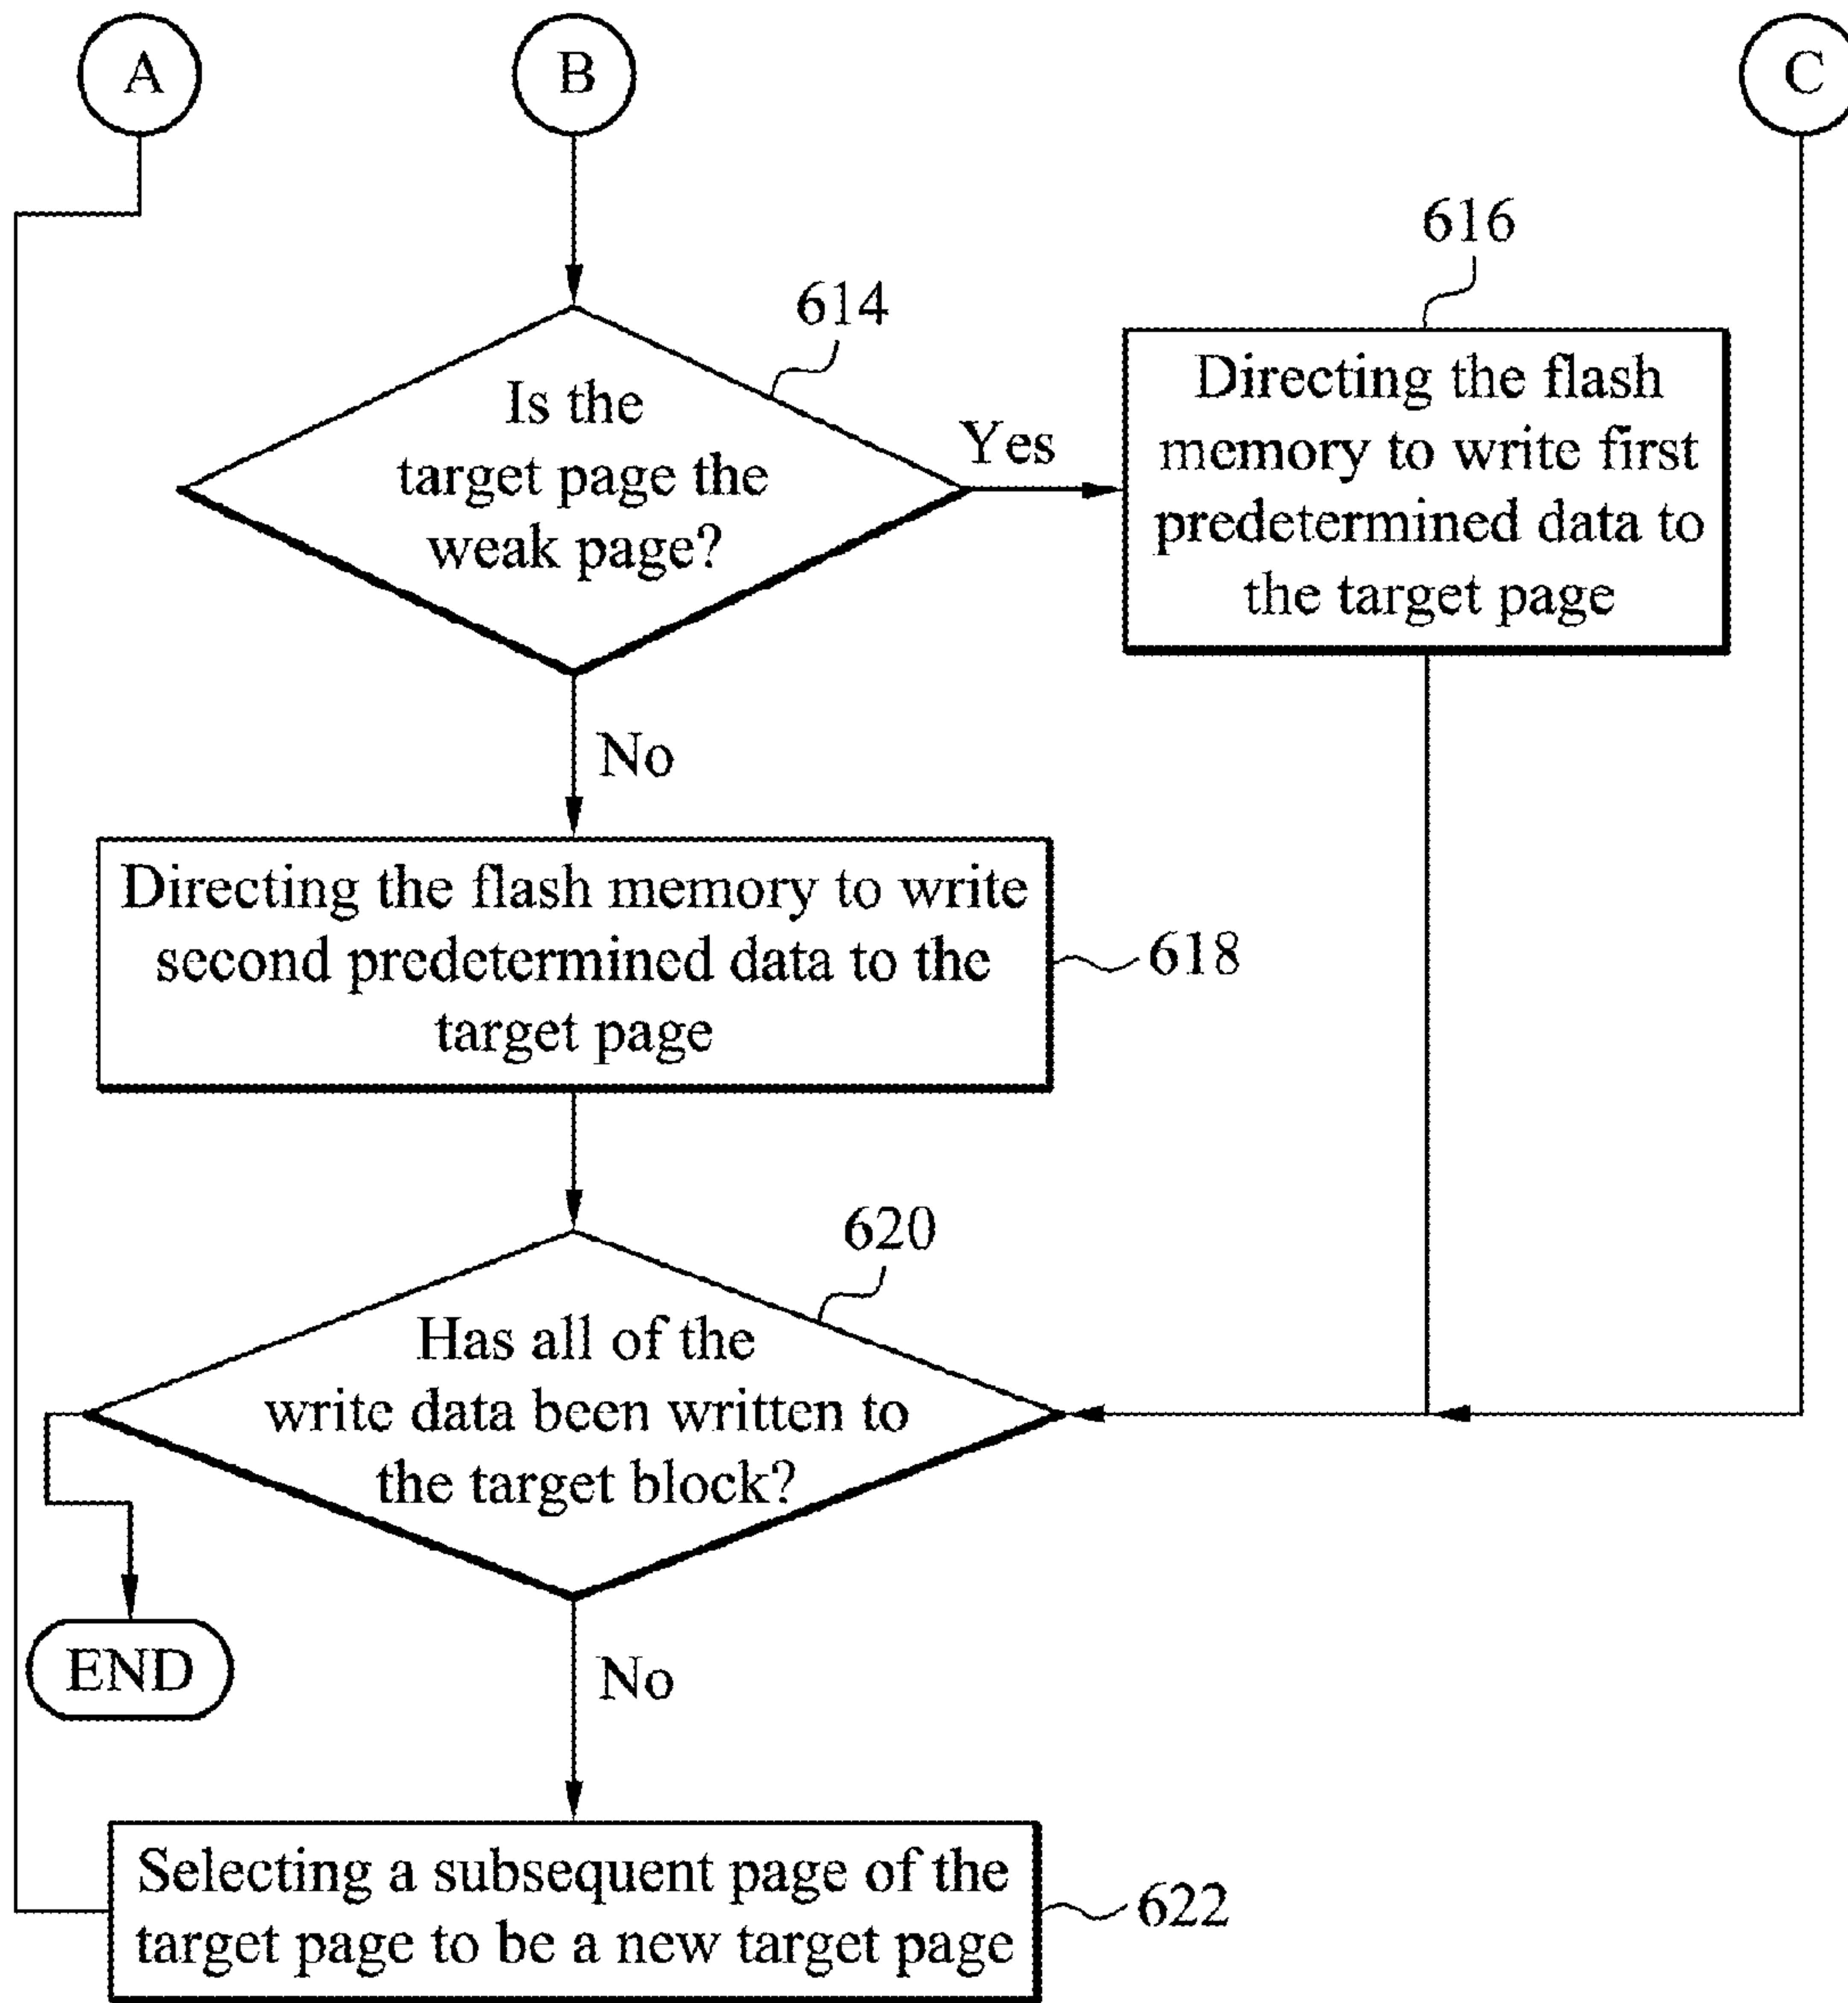 A
B
C
614
Is the
target page the
weak page?
Yes
616
Directing the flash
memory to write first
predetermined data to
the target page
No
Directing the flash memory to write
second predetermined data to the
target page
618
620
Has all of the
write data been written to
the target block?
END
No
Selecting a subsequent page of the
target page to be a new target page
622